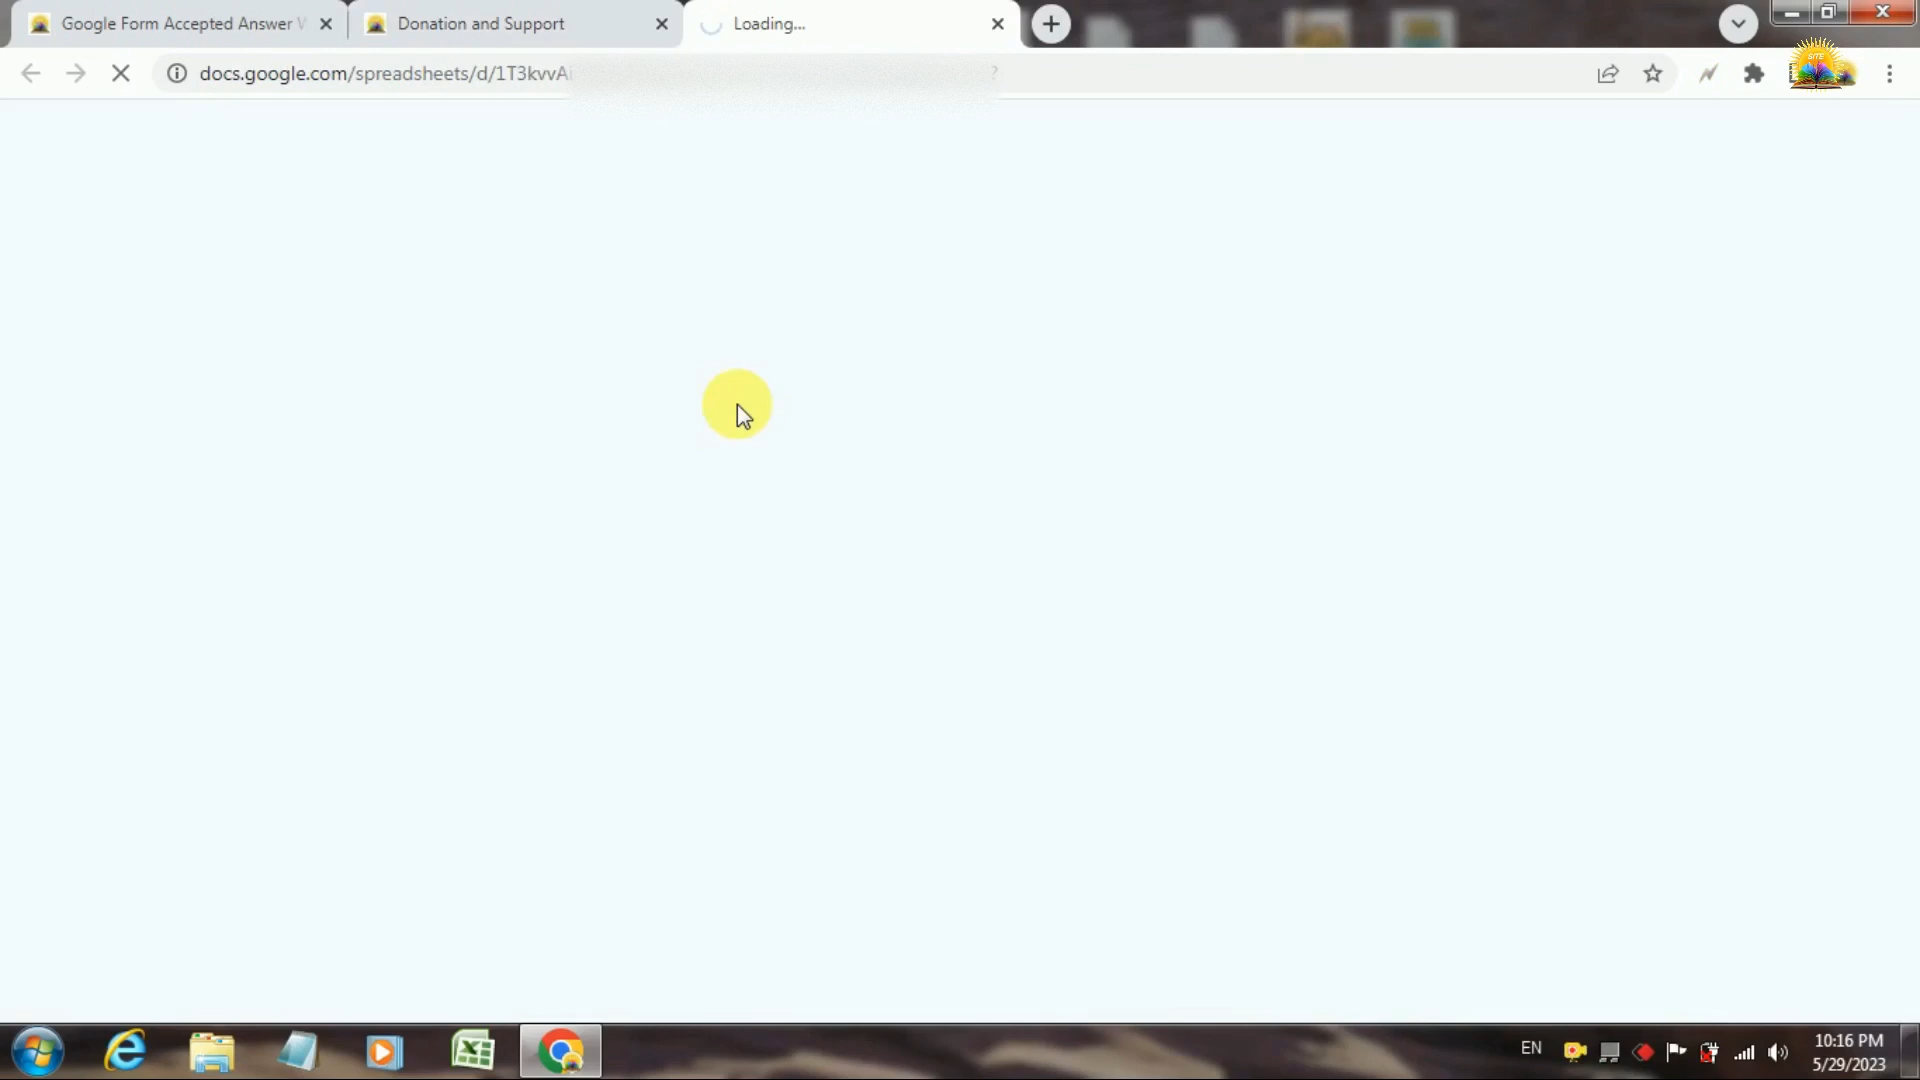 Google Form Accepted Answer
Donation and Support
Loading...
docs.google.com/spreadsheets/d/1T3kvvA
?
SITE
EN
10:16 PM
5/29/2023